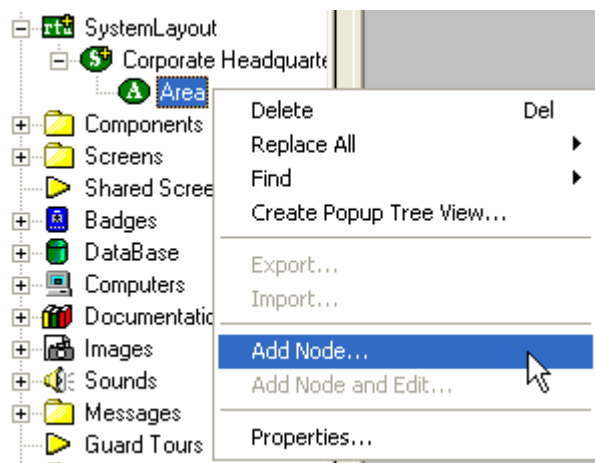 rtu SystemLayout
S Corporate Headquarte
A Area
Components
Screens
Shared Scree
Badges
DataBase
Computers
Documentatic
Images
Sounds
Messages
Guard Tours
Delete Del
Replace All
Find
Create Popup Tree View...
Export...
Import...
Add Node...
Add Node and Edit...
Properties...